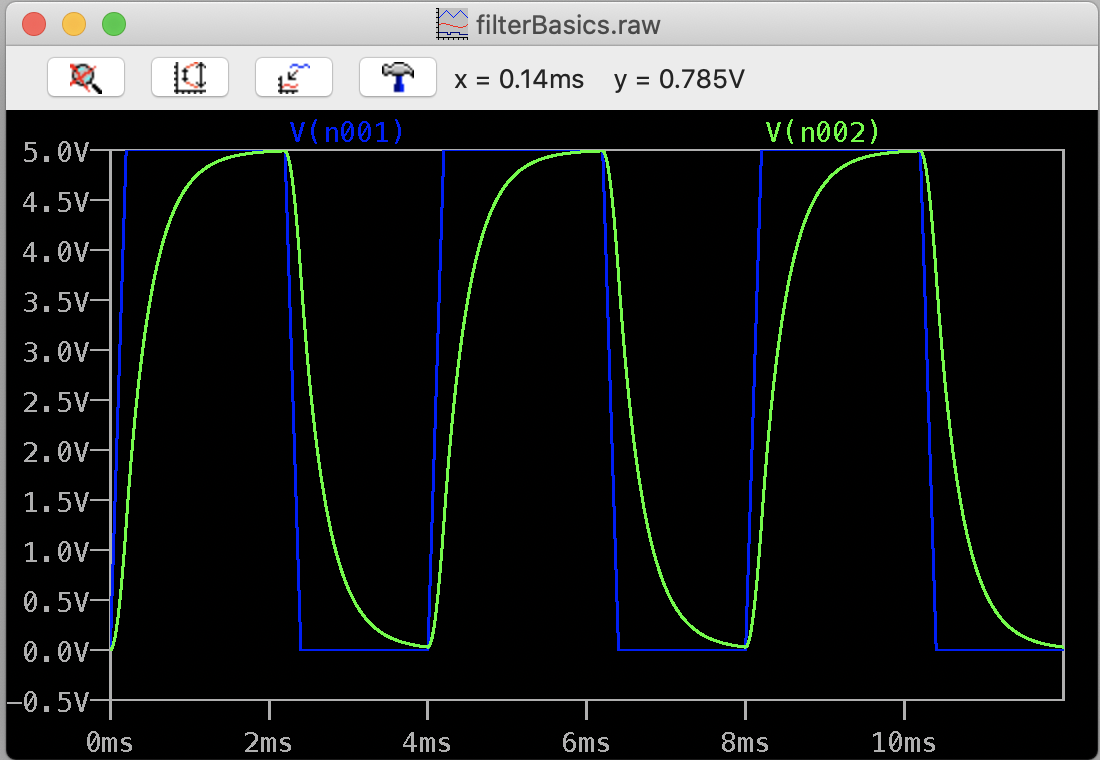 filterBasics.raw
x = 0.14ms y = 0.785V
V(n001) V(n002)
5.0V
4.5V
4.0V
3.5V
3.0V
2.5V
2.0V
1.5V
1.0V
0.5V
0.0V
-0.5V
0ms 2ms 4ms 6ms 8ms 10ms